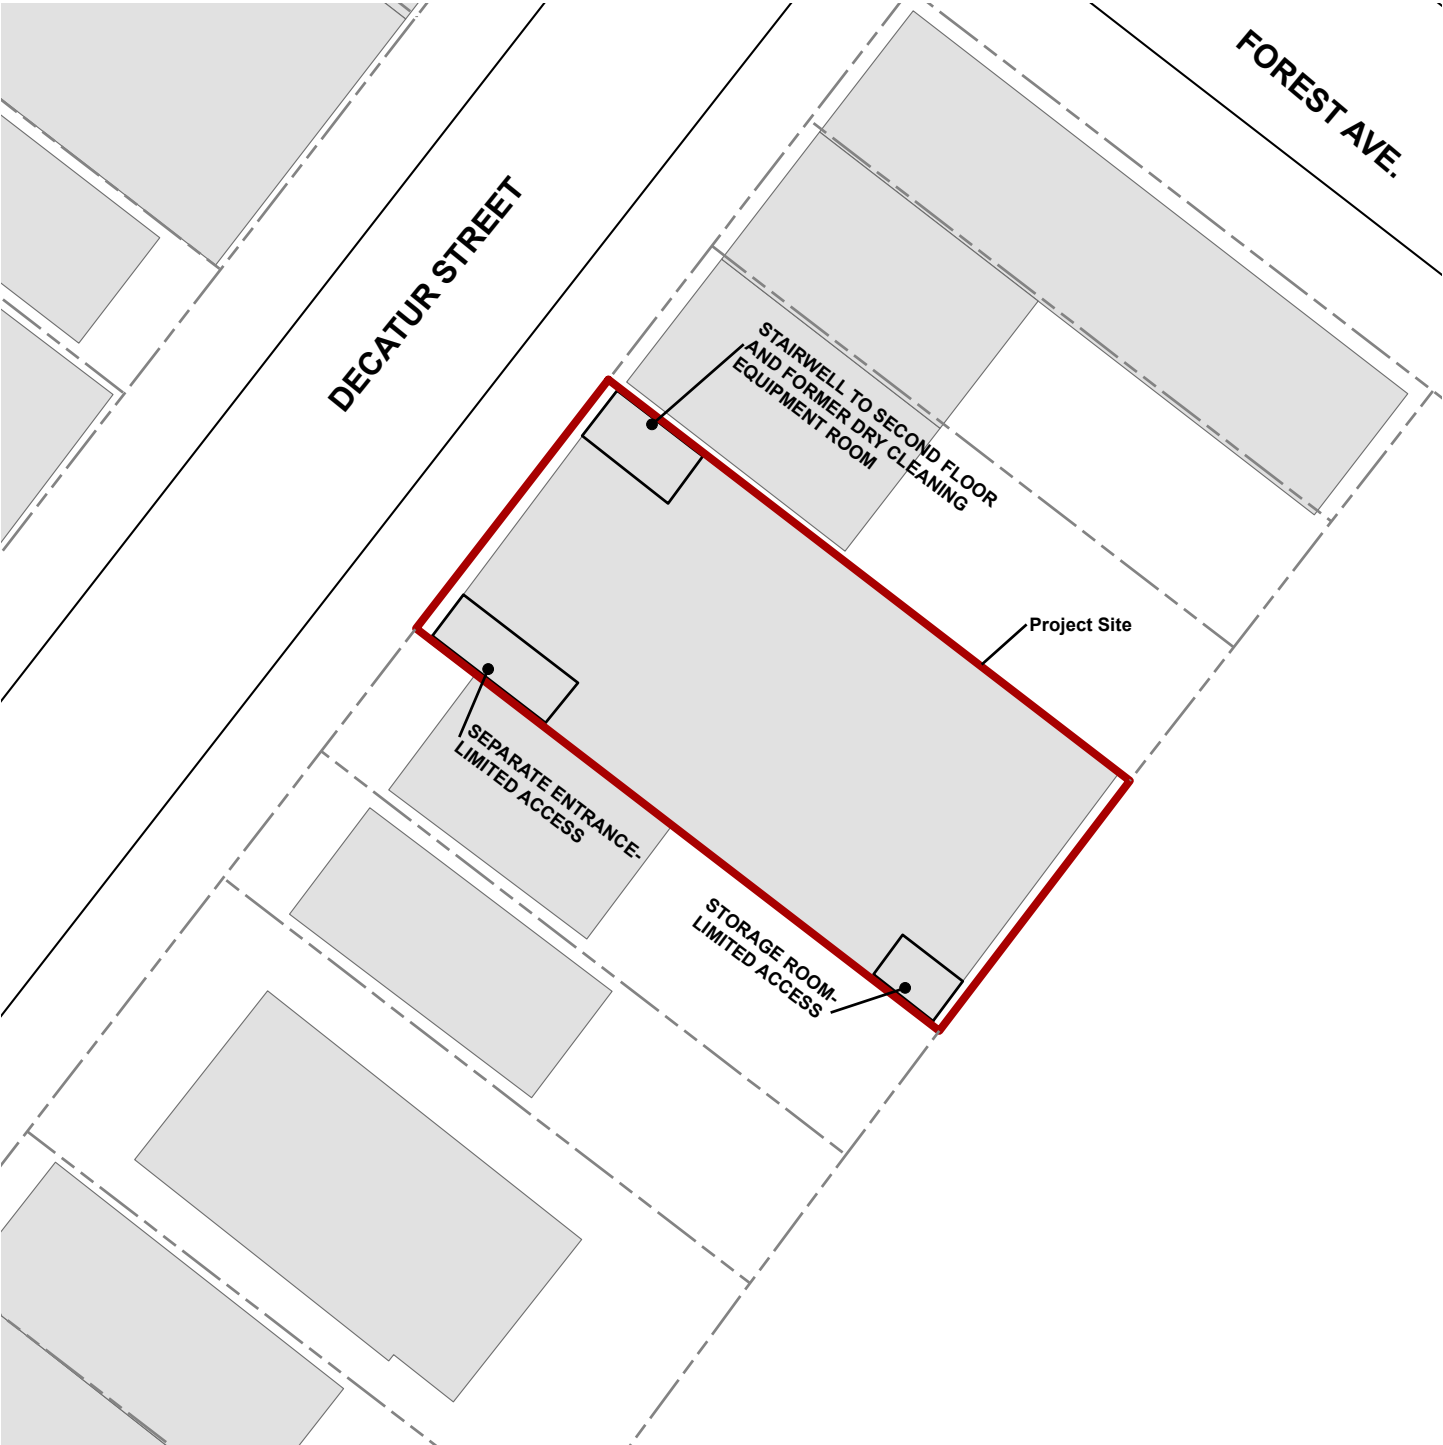 FOREST AVE.
DECATUR STREET
STAIRWELL TO SECOND FLOOR
AND FORMER DRY CLEANING
EQUIPMENT ROOM
Project Site
SEPARATE ENTRANCE-
LIMITED ACCESS
STORAGE ROOM-
LIMITED ACCESS